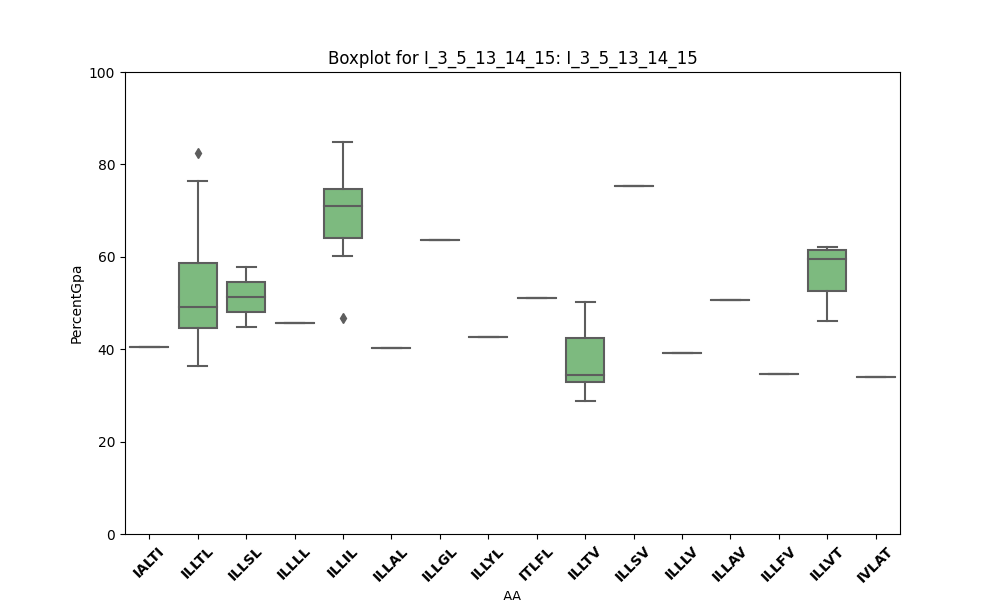 Boxplot for I_3_5_13_14_15: I_3_5_13_14_15
100
80
60
40
20
0
PercentGpa
IALTI
ILLTL
ILLSL
ILLLL
ILLIL
ILLAL
ILLGL
ILLYL
ITLFL
ILLTV
ILLSV
ILLLV
ILLAV
ILLFV
ILLVT
IVLAT
AA